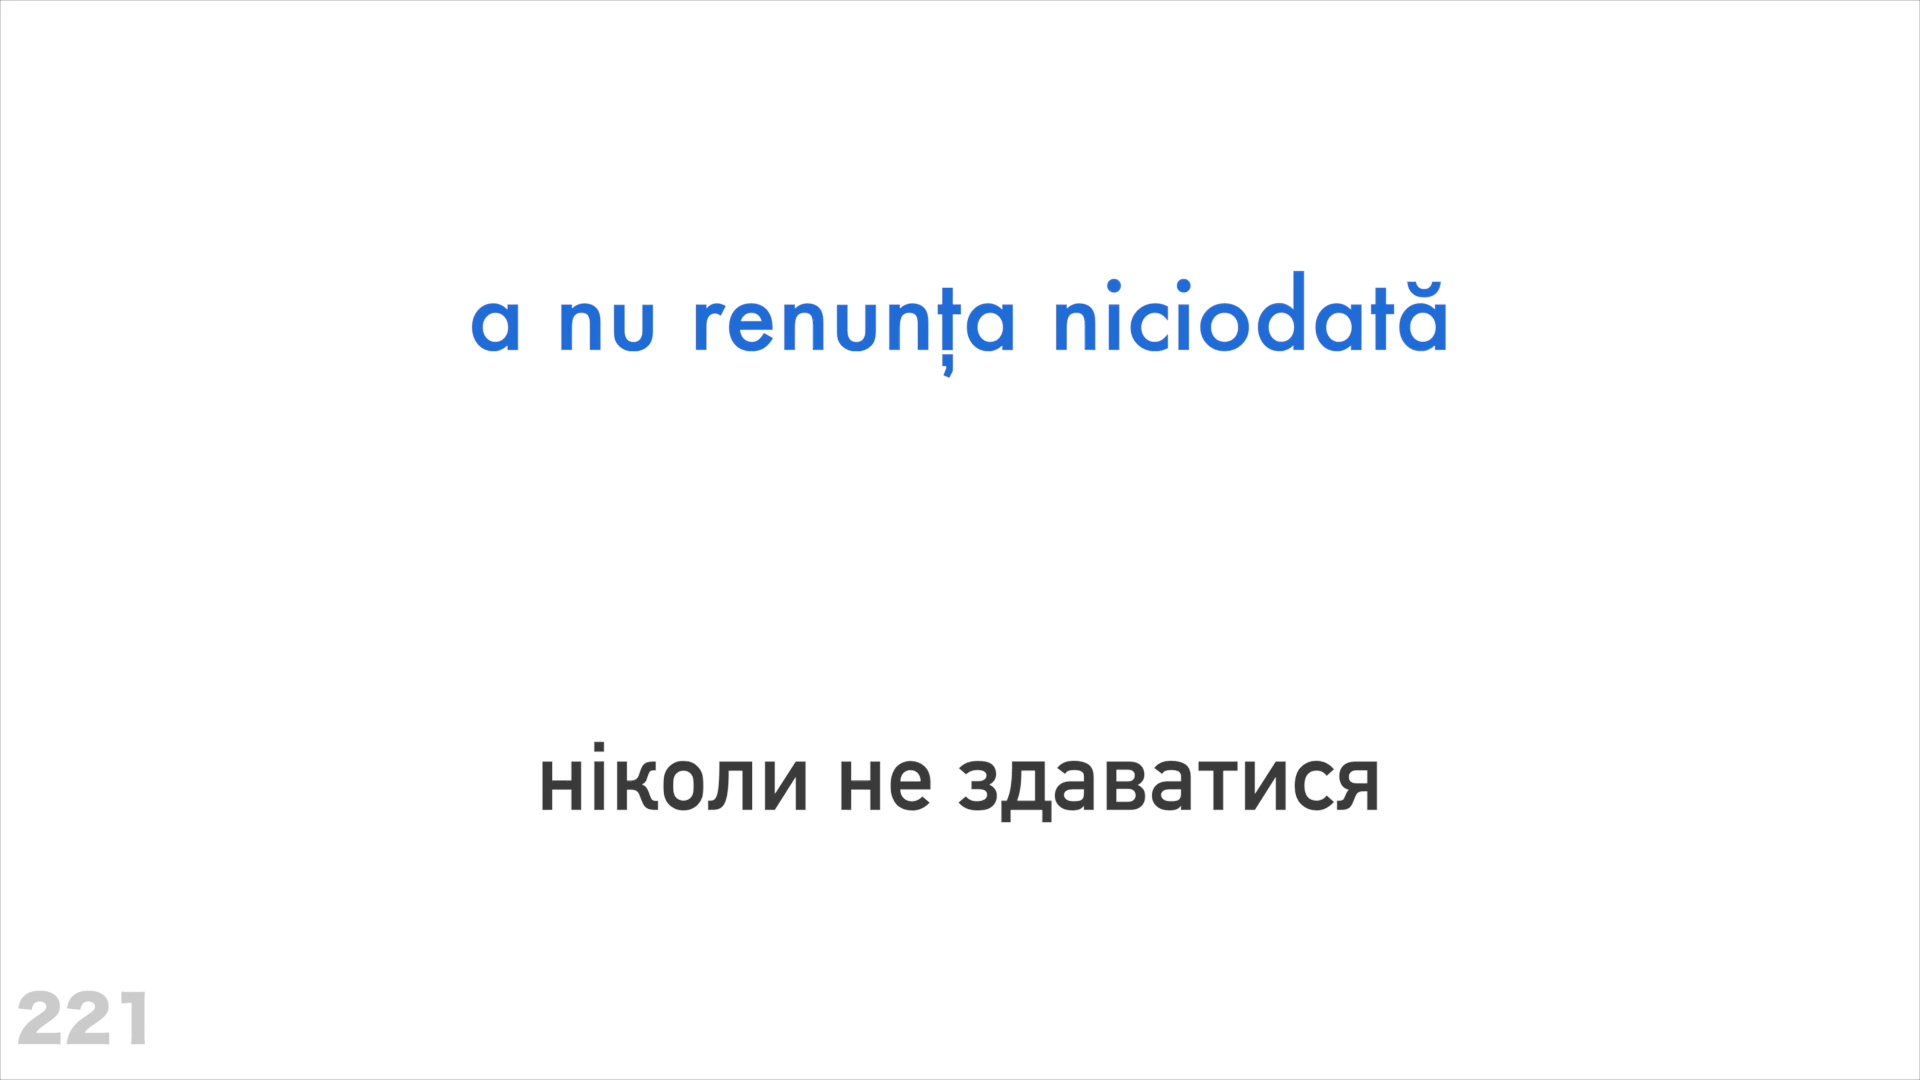 a nu renunța niciodată
ніколи не здаватися
221